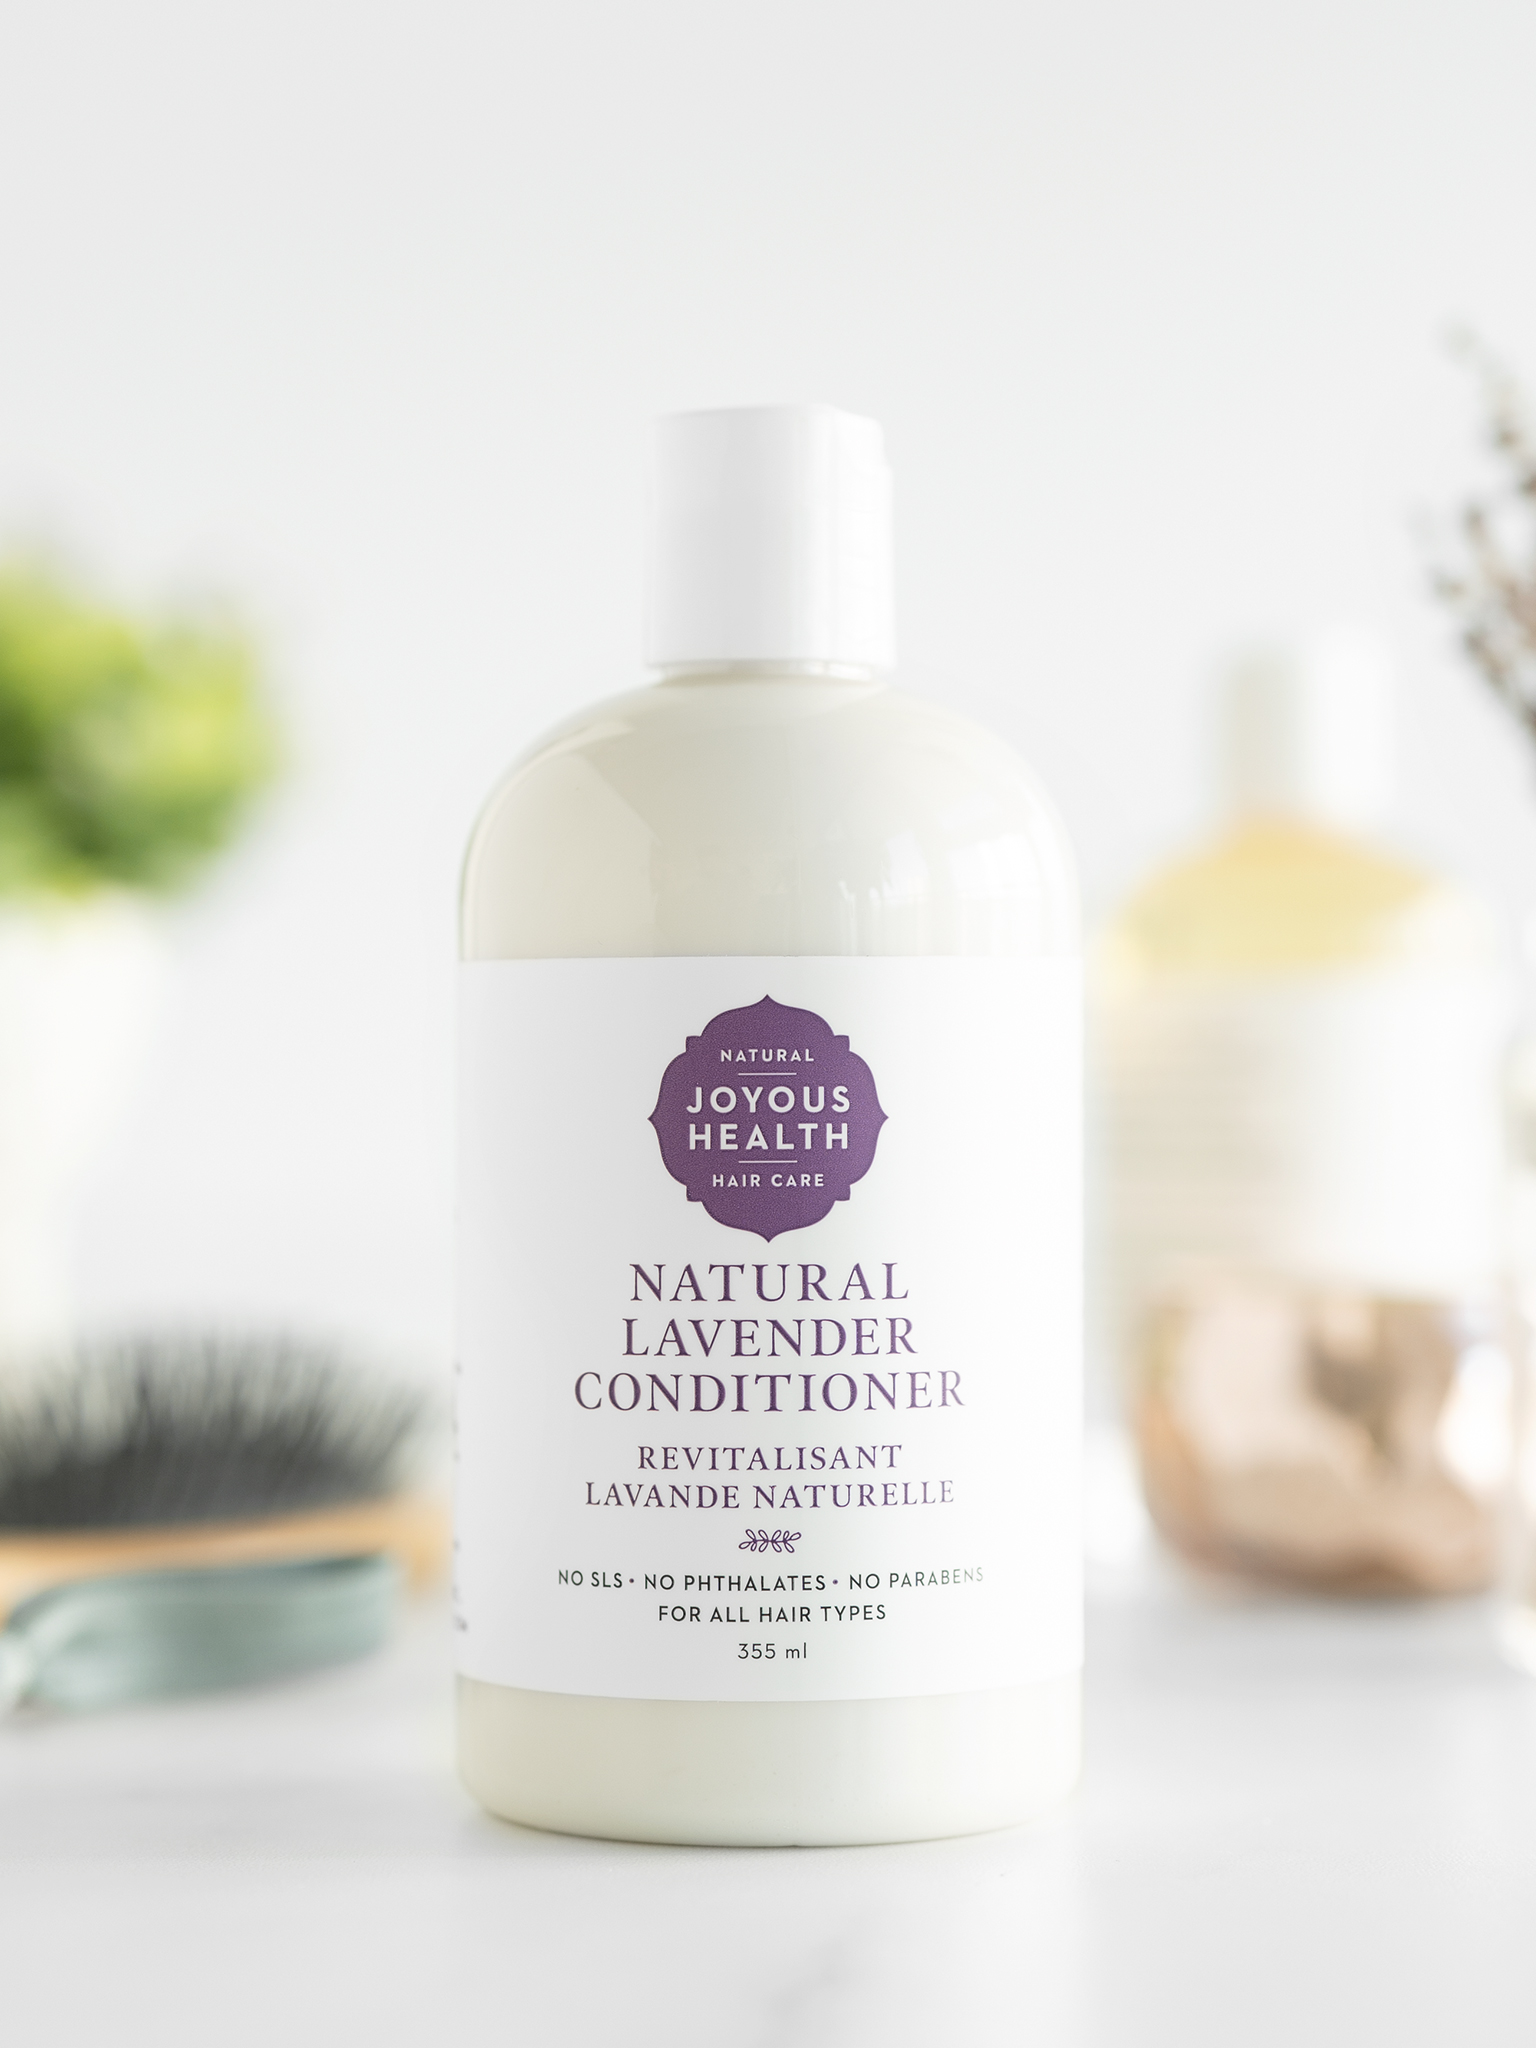 NATURAL
JOYOUS
HEALTH
HAIR CARE
NATURAL
LAVENDER
CONDITIONER
REVITALISANT
LAVANDE NATURELLE
NO SLS • NO PHTHALATES • NO PARABENS
FOR ALL HAIR TYPES
355 ml